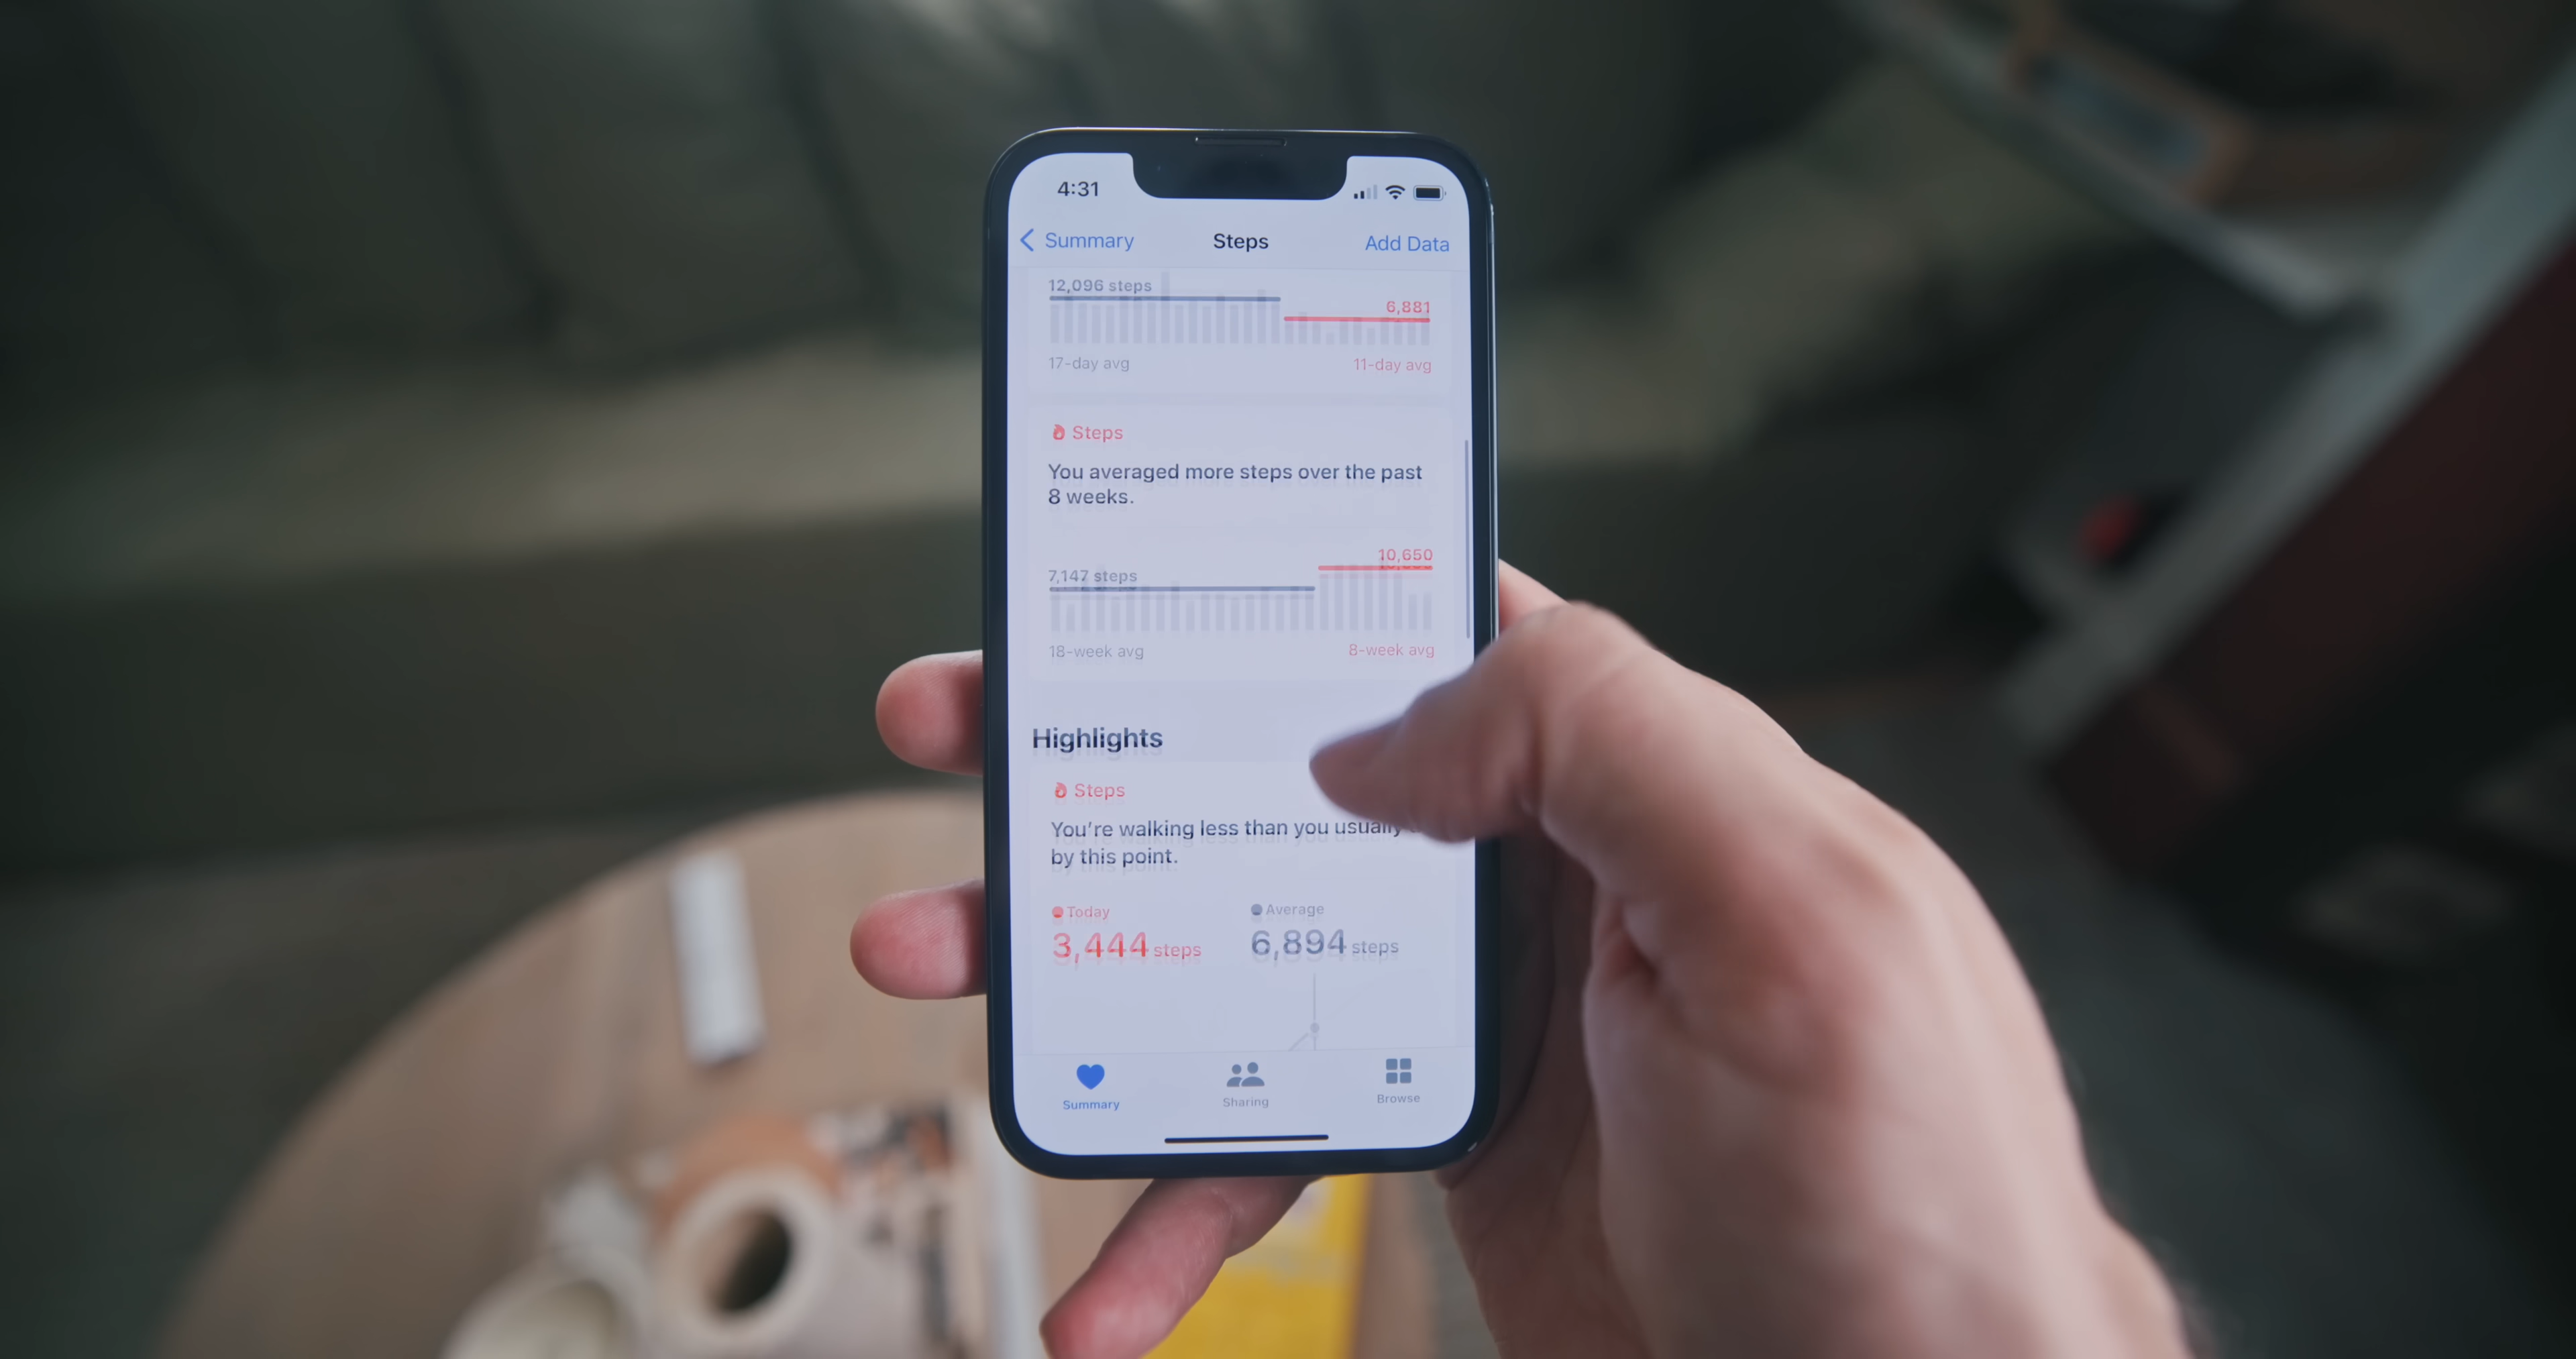 4:31
Summary
Steps
Add Data
12,096 steps
6,881
17-day avg
11-day avg
Steps
You averaged more steps over the past
8 weeks.
10,650
7,147 steps
18-week avg
8-week avg
Highlights
Steps
You're walking less than you usually
by this point.
Today
Average
3,444 steps
6,894 steps
Summary
Sharing
Browse